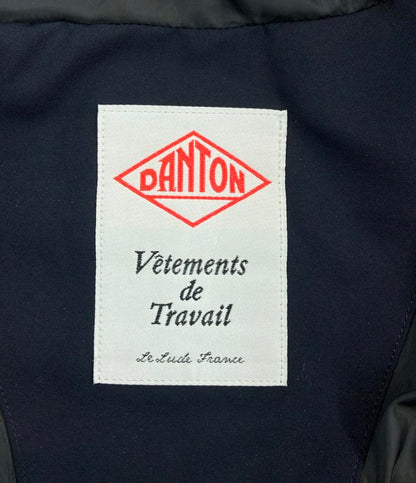 DANTON
Vêtements
de
Travail
Le Lude France